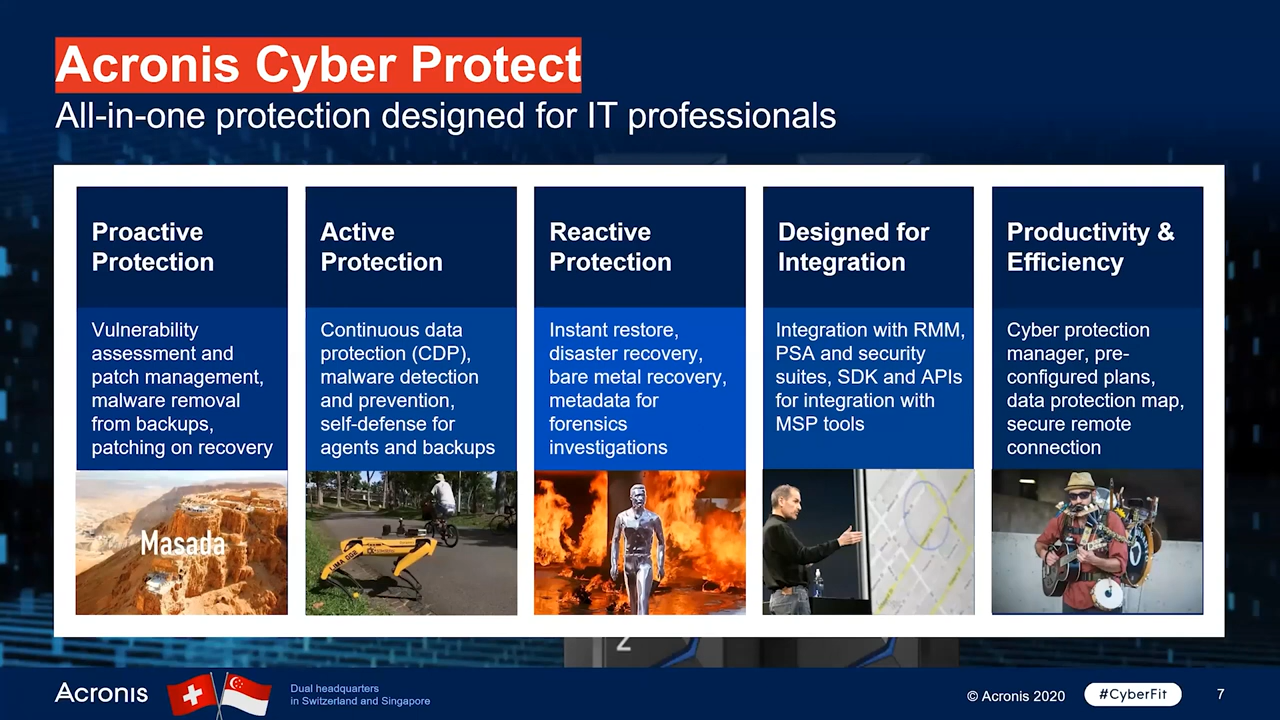 Acronis Cyber Protect
All-in-one protection designed for IT professionals
Proactive
Protection
Vulnerability
assessment and
patch management,
malware removal
from backups,
patching on recovery
Masada
Active
Protection
Continuous data
protection (CDP),
malware detection
and prevention,
self-defense for
agents and backups
Reactive
Protection
Instant restore,
disaster recovery,
bare metal recovery,
metadata for
forensics
investigations
Designed for
Integration
Integration with RMM,
PSA and security
suites, SDK and APIs
for integration with
MSP tools
Productivity &
Efficiency
Cyber protection
manager, pre-
configured plans,
data protection map,
secure remote
connection
Acronis
Dual headquarters
in Switzerland and Singapore
© Acronis 2020
#CyberFit
7